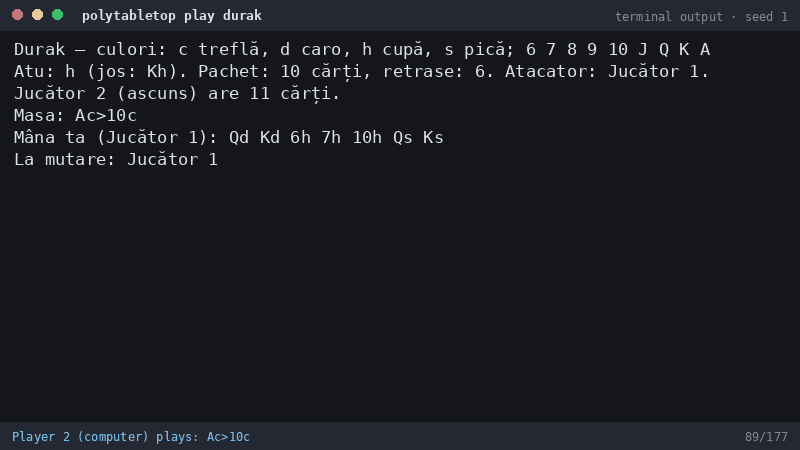 polytabletop play durak
terminal output · seed 1
Durak — culori: c treflă, d caro, h cupă, s pică; 6 7 8 9 10 J Q K A
Atu: h (jos: Kh). Pachet: 10 cărți, retrase: 6. Atacator: Jucător 1.
Jucător 2 (ascuns) are 11 cărți.
Masa: Ac>10c
Mâna ta (Jucător 1): Qd Kd 6h 7h 10h Qs Ks
La mutare: Jucător 1
Player 2 (computer) plays: Ac>10c
89/177